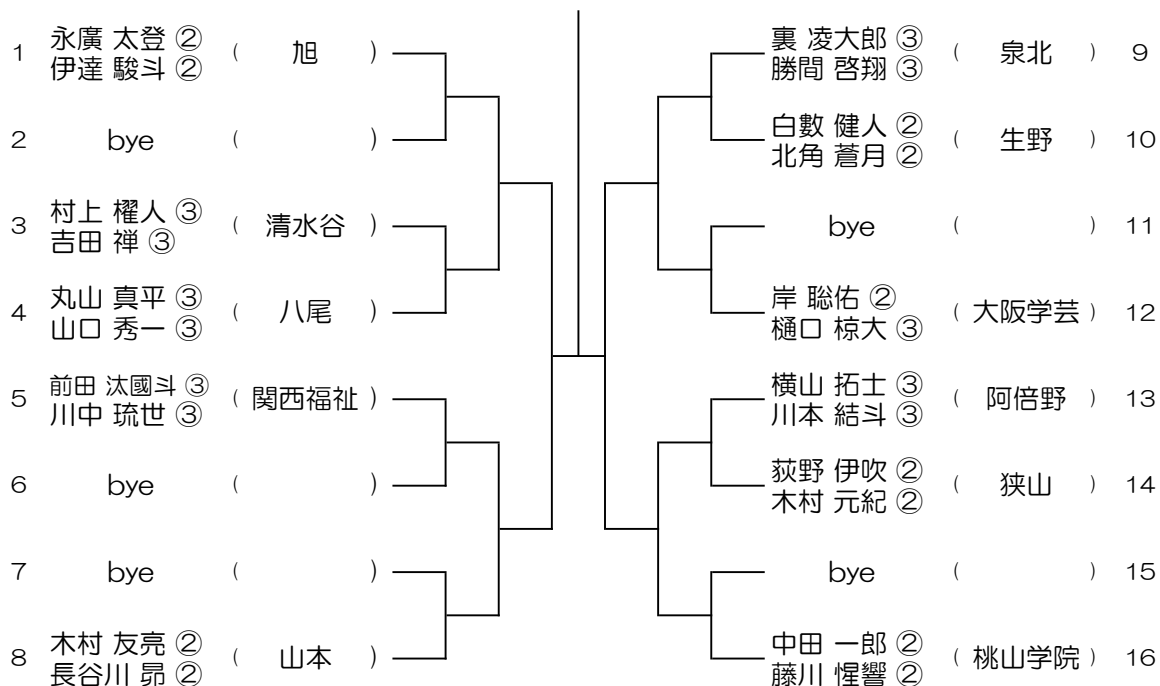 永廣 太登 ②
1 ( 旭 )
伊達 駿斗 ②
2 bye ( )
村上 櫂人 ③
3 ( 清水谷 )
吉田 禅 ③
丸山 真平 ③
4 ( 八尾 )
山口 秀一 ③
前田 汰國斗 ③
5 ( 関西福祉 )
川中 琉世 ③
6 bye ( )
7 bye ( )
木村 友亮 ②
8 ( 山本 )
長谷川 昴 ②
裏 凌大郎 ③
( 泉北 ) 9
勝間 啓翔 ③
白數 健人 ②
( 生野 ) 10
北角 蒼月 ②
bye ( ) 11
岸 聡佑 ②
( 大阪学芸 ) 12
樋口 椋大 ③
横山 拓士 ③
( 阿倍野 ) 13
川本 結斗 ③
荻野 伊吹 ②
( 狭山 ) 14
木村 元紀 ②
bye ( ) 15
中田 一郎 ②
( 桃山学院 ) 16
藤川 惺響 ②